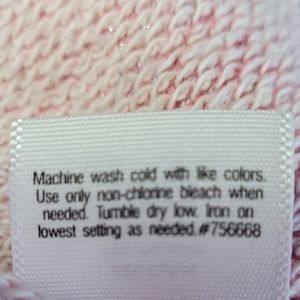 Machine wash cold with like colors.
Use only non-chlorine bleach when
needed. Tumble dry low. Iron on
lowest setting as needed.#756668